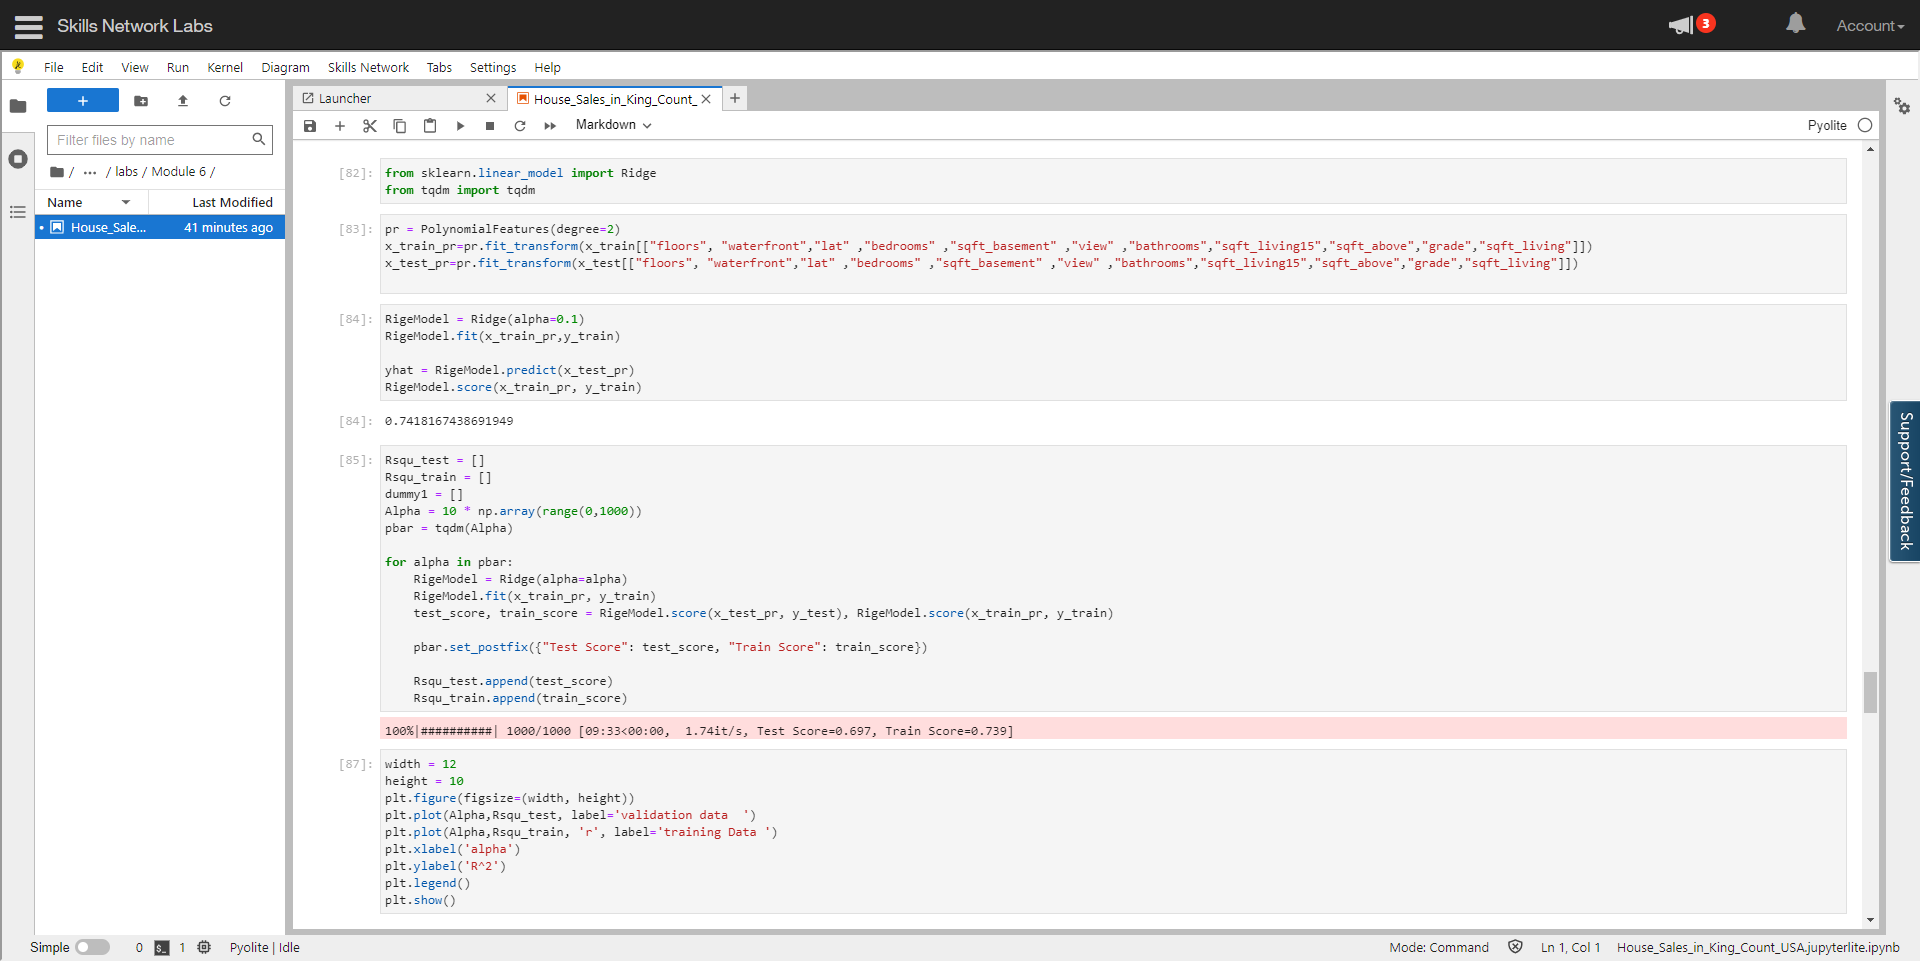 Skills Network Labs
3
Account
File Edit View Run Kernel Diagram Skills Network Tabs Settings Help
+
Filter files by name
/ ... / labs / Module 6 /
Name Last Modified
House_Sale... 41 minutes ago
Launcher
House_Sales_in_King_Count_
Markdown
Pyolite
[82]:
from sklearn.linear_model import Ridge
from tqdm import tqdm
[83]:
pr = PolynomialFeatures(degree=2)
x_train_pr=pr.fit_transform(x_train[["floors", "waterfront","lat" ,"bedrooms" ,"sqft_basement" ,"view" ,"bathrooms","sqft_living15","sqft_above","grade","sqft_living"]])
x_test_pr=pr.fit_transform(x_test[["floors", "waterfront","lat" ,"bedrooms" ,"sqft_basement" ,"view" ,"bathrooms","sqft_living15","sqft_above","grade","sqft_living"]])
[84]:
RigeModel = Ridge(alpha=0.1)
RigeModel.fit(x_train_pr,y_train)
yhat = RigeModel.predict(x_test_pr)
RigeModel.score(x_train_pr, y_train)
[84]:
0.7418167438691949
[85]:
Rsqu_test = []
Rsqu_train = []
dummy1 = []
Alpha = 10 * np.array(range(0,1000))
pbar = tqdm(Alpha)
for alpha in pbar:
RigeModel = Ridge(alpha=alpha)
RigeModel.fit(x_train_pr, y_train)
test_score, train_score = RigeModel.score(x_test_pr, y_test), RigeModel.score(x_train_pr, y_train)
pbar.set_postfix({"Test Score": test_score, "Train Score": train_score})
Rsqu_test.append(test_score)
Rsqu_train.append(train_score)
100%|##########| 1000/1000 [09:33<00:00,  1.74it/s, Test Score=0.697, Train Score=0.739]
[87]:
width = 12
height = 10
plt.figure(figsize=(width, height))
plt.plot(Alpha,Rsqu_test, label='validation data  ')
plt.plot(Alpha,Rsqu_train, 'r', label='training Data ')
plt.xlabel('alpha')
plt.ylabel('R^2')
plt.legend()
plt.show()
Support/Feedback
Simple 0 $_ 1 Pyolite | Idle
Mode: Command Ln 1, Col 1 House_Sales_in_King_Count_USA.jupyterlite.ipynb